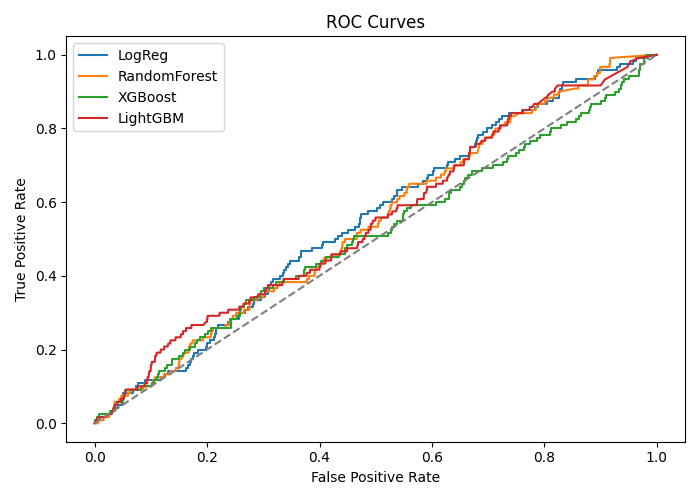 ROC Curves
LogReg
RandomForest
XGBoost
LightGBM
True Positive Rate
1.0
0.8
0.6
0.4
0.2
0.0
0.0 0.2 0.4 0.6 0.8 1.0
False Positive Rate